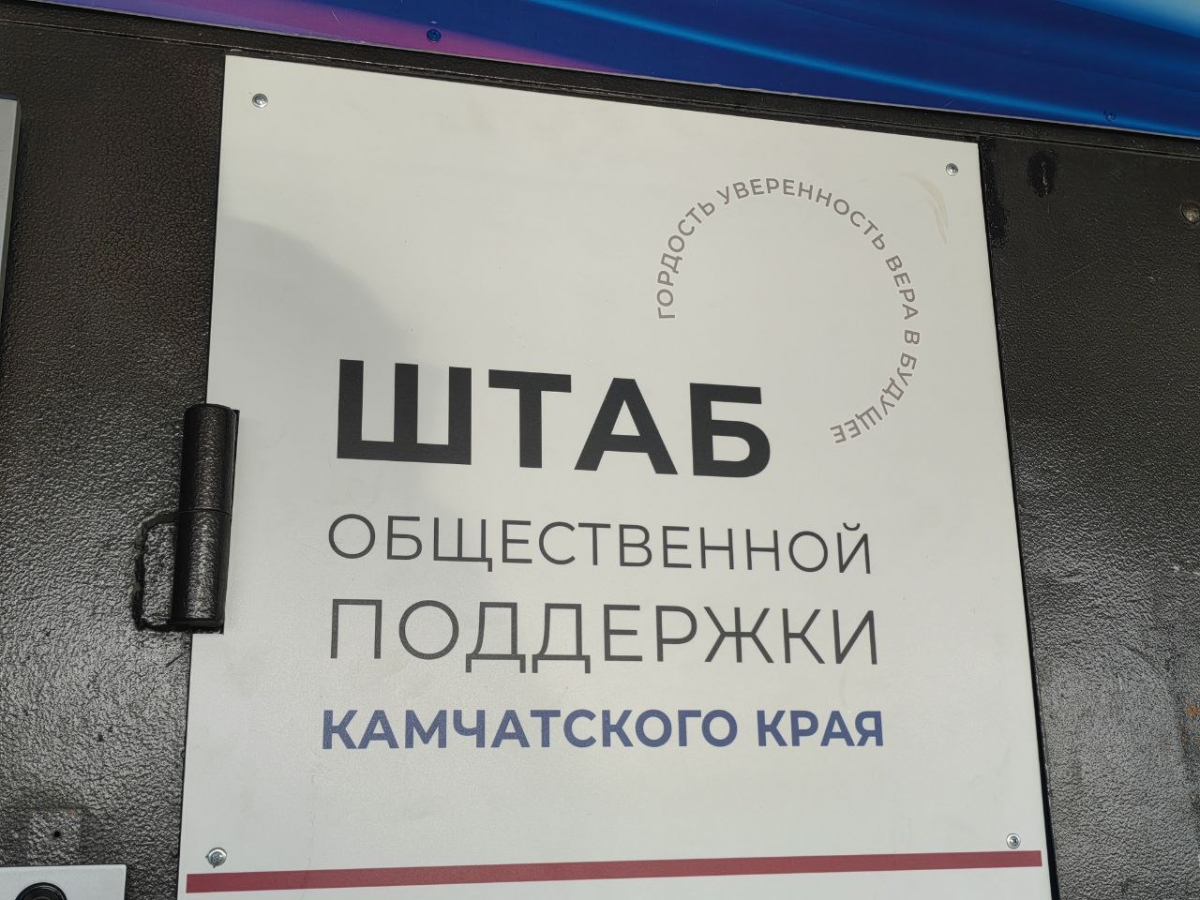 ГОРДОСТЬ УВЕРЕННОСТЬ ВЕРА В БУДУЩЕЕ
ШТАБ
ОБЩЕСТВЕННОЙ
ПОДДЕРЖКИ
КАМЧАТСКОГО КРАЯ